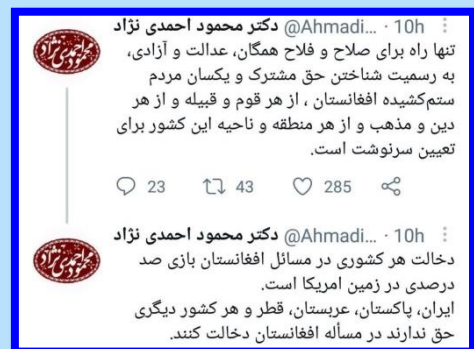 دکتر محمود احمدی نژاد @Ahmadi... · 10h
تنها راه برای صلاح و فلاح همگان، عدالت و آزادی،
به رسمیت شناختن حق مشترک و یکسان مردم
ستم‌کشیده افغانستان ، از هر قوم و قبیله و از هر
دین و مذهب و از هر منطقه و ناحیه این کشور برای
تعیین سرنوشت است.
23 43 285
دکتر محمود احمدی نژاد @Ahmadi... · 10h
دخالت هر کشوری در مسائل افغانستان بازی صد
درصدی در زمین امریکا است.
ایران، پاکستان، عربستان، قطر و هر کشور دیگری
حق ندارند در مسأله افغانستان دخالت کنند.